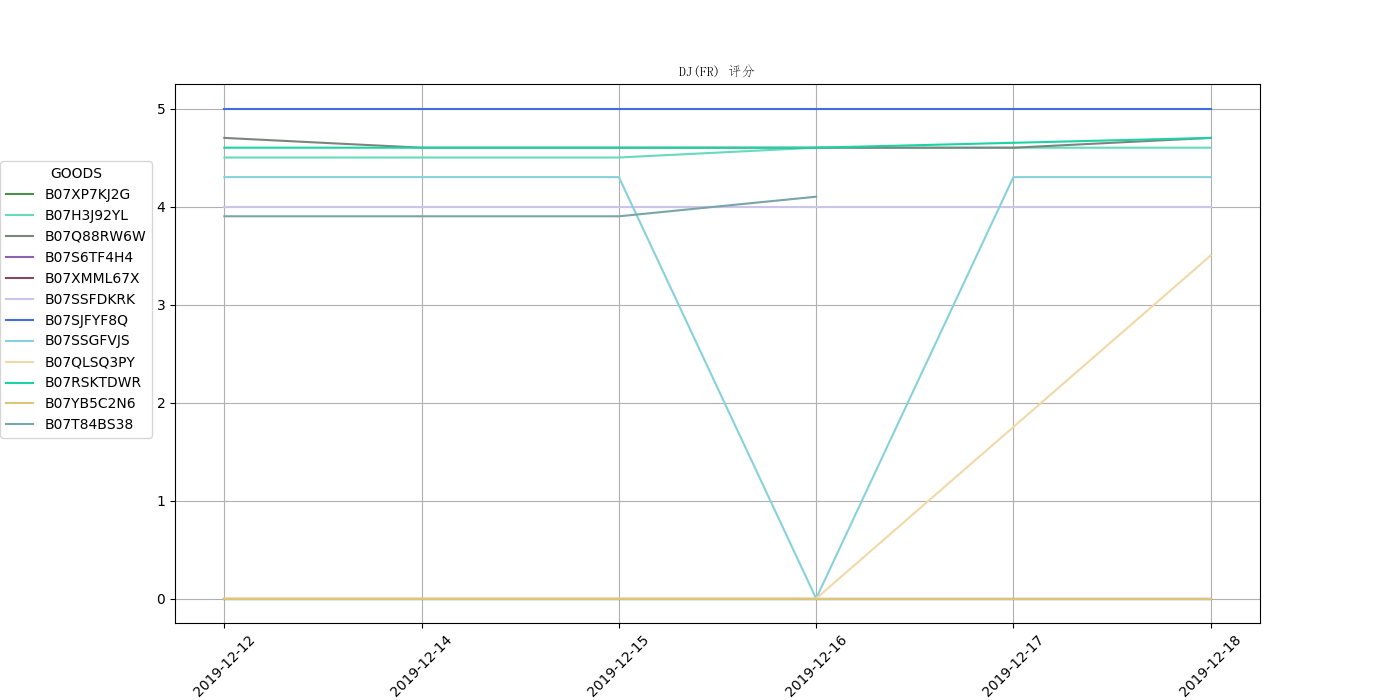 DJ(FR) 评分
5
4
3
2
1
0
GOODS
B07XP7KJ2G
B07H3J92YL
B07Q88RW6W
B07S6TF4H4
B07XMML67X
B07SSFDKRK
B07SJFYF8Q
B07SSGFVJS
B07QLSQ3PY
B07RSKTDWR
B07YB5C2N6
B07T84BS38
2019-12-12
2019-12-14
2019-12-15
2019-12-16
2019-12-17
2019-12-18